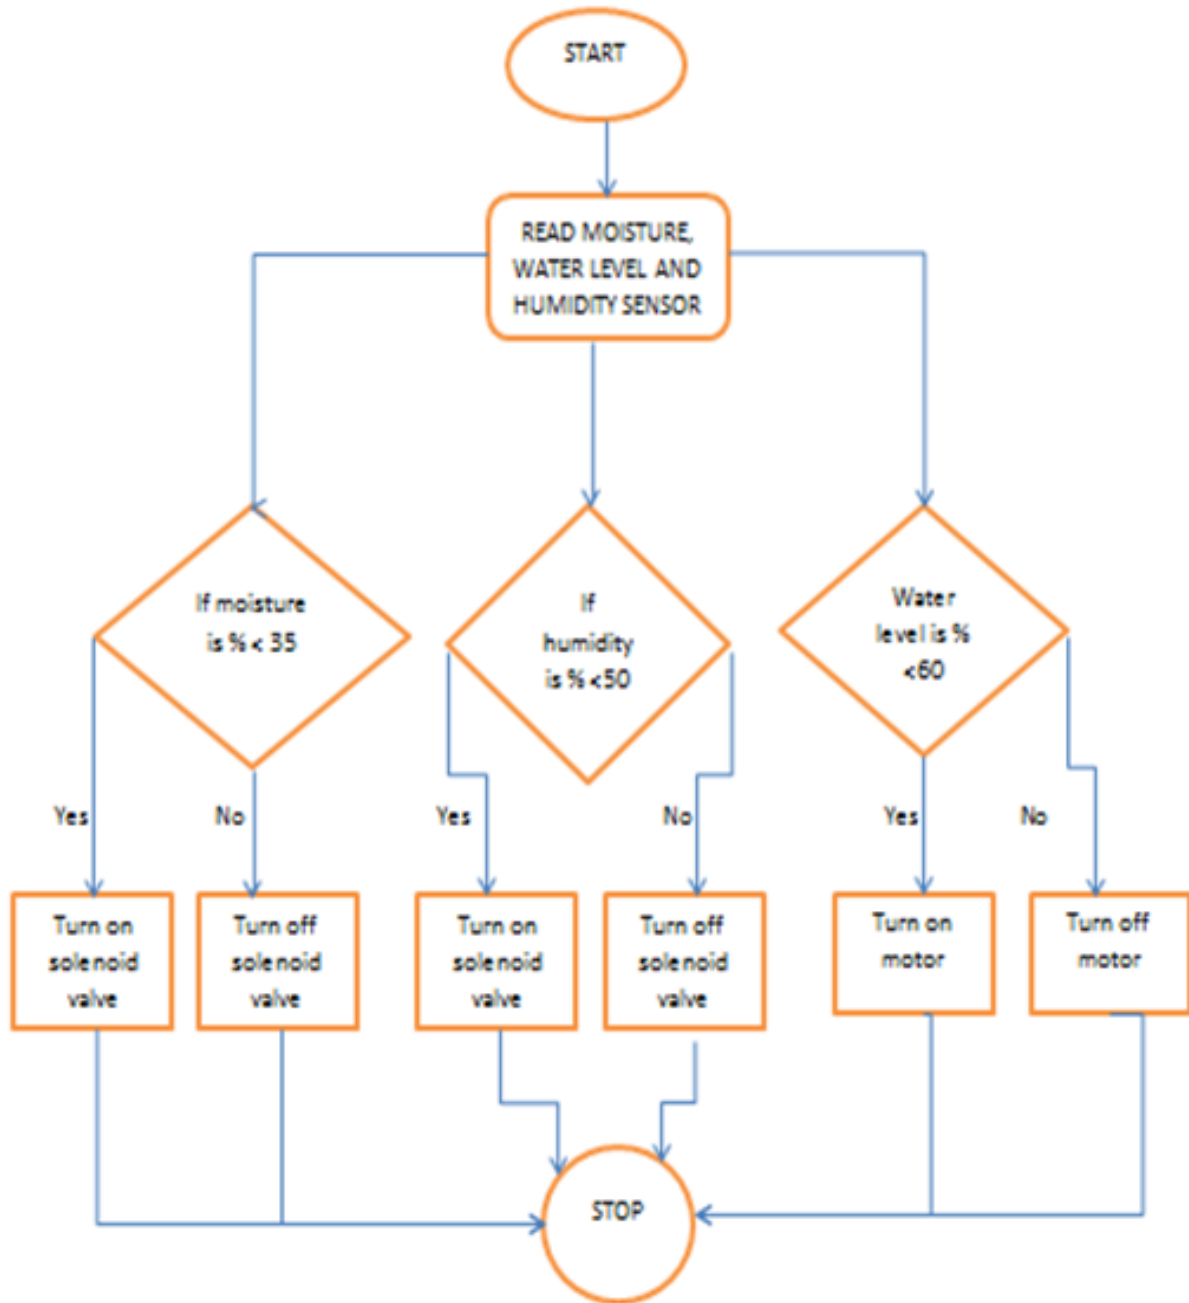 START
READ MOISTURE,
WATER LEVEL AND
HUMIDITY SENSOR
If moisture
is % < 35
If
humidity
is % <50
Water
level is %
<60
Yes
No
Yes
No
Yes
No
Turn on
solenoid
valve
Turn off
solenoid
valve
Turn on
solenoid
valve
Turn off
solenoid
valve
Turn on
motor
Turn off
motor
STOP